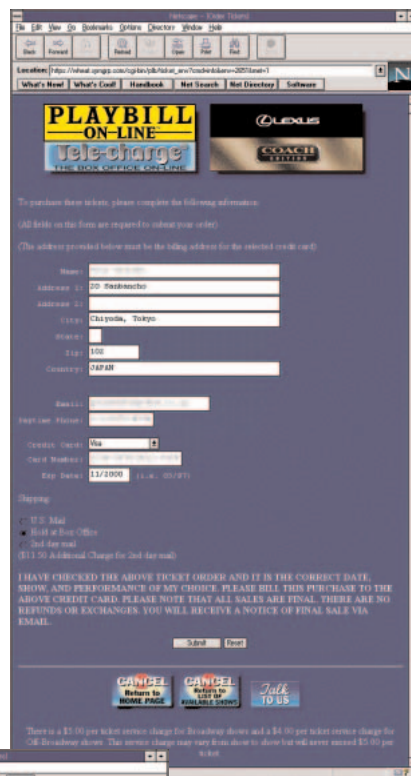 Netscape - [Order Tickets]
File Edit View Go Bookmarks Options Directory Window Help
Back Forward Reload Open Print Find
Location:
What's New! What's Cool! Handbook Net Search Net Directory Software
N
PLAYBILL
ON-LINE™
LEXUS
Tele-charge
THE BOX OFFICE ON-LINE
COACH
EDITION
To purchase these tickets, please complete the following information:
(All fields on this form are required to submit your order)
(The address provided below must be the billing address for the selected credit card)
Name:
Address 1: 20 Sanbancho
Address 2:
City: Chiyoda, Tokyo
State:
Zip: 102
Country: JAPAN
Email:
Daytime Phone:
Credit Card: Visa
Card Number:
Exp Date: 11/2000 (i.e. 05/97)
Shipping:
U.S. Mail
Hold at Box Office
2nd day mail
($11.50 Additional Charge for 2nd day mail)
I HAVE CHECKED THE ABOVE TICKET ORDER AND IT IS THE CORRECT DATE,
SHOW, AND PERFORMANCE OF MY CHOICE. PLEASE BILL THIS PURCHASE TO THE
ABOVE CREDIT CARD. PLEASE NOTE THAT ALL SALES ARE FINAL. THERE ARE NO
REFUNDS OR EXCHANGES. YOU WILL RECEIVE A NOTICE OF FINAL SALE VIA
EMAIL.
Submit Reset
CANCEL
Return to
HOME PAGE
CANCEL
Return to
LIST OF
AVAILABLE SHOWS
Talk
TO US
There is a $5.00 per ticket service charge for Broadway shows and a $4.00 per ticket service charge for
Off-Broadway shows. This service charge may vary from show to show but will never exceed $5.00 per
ticket.